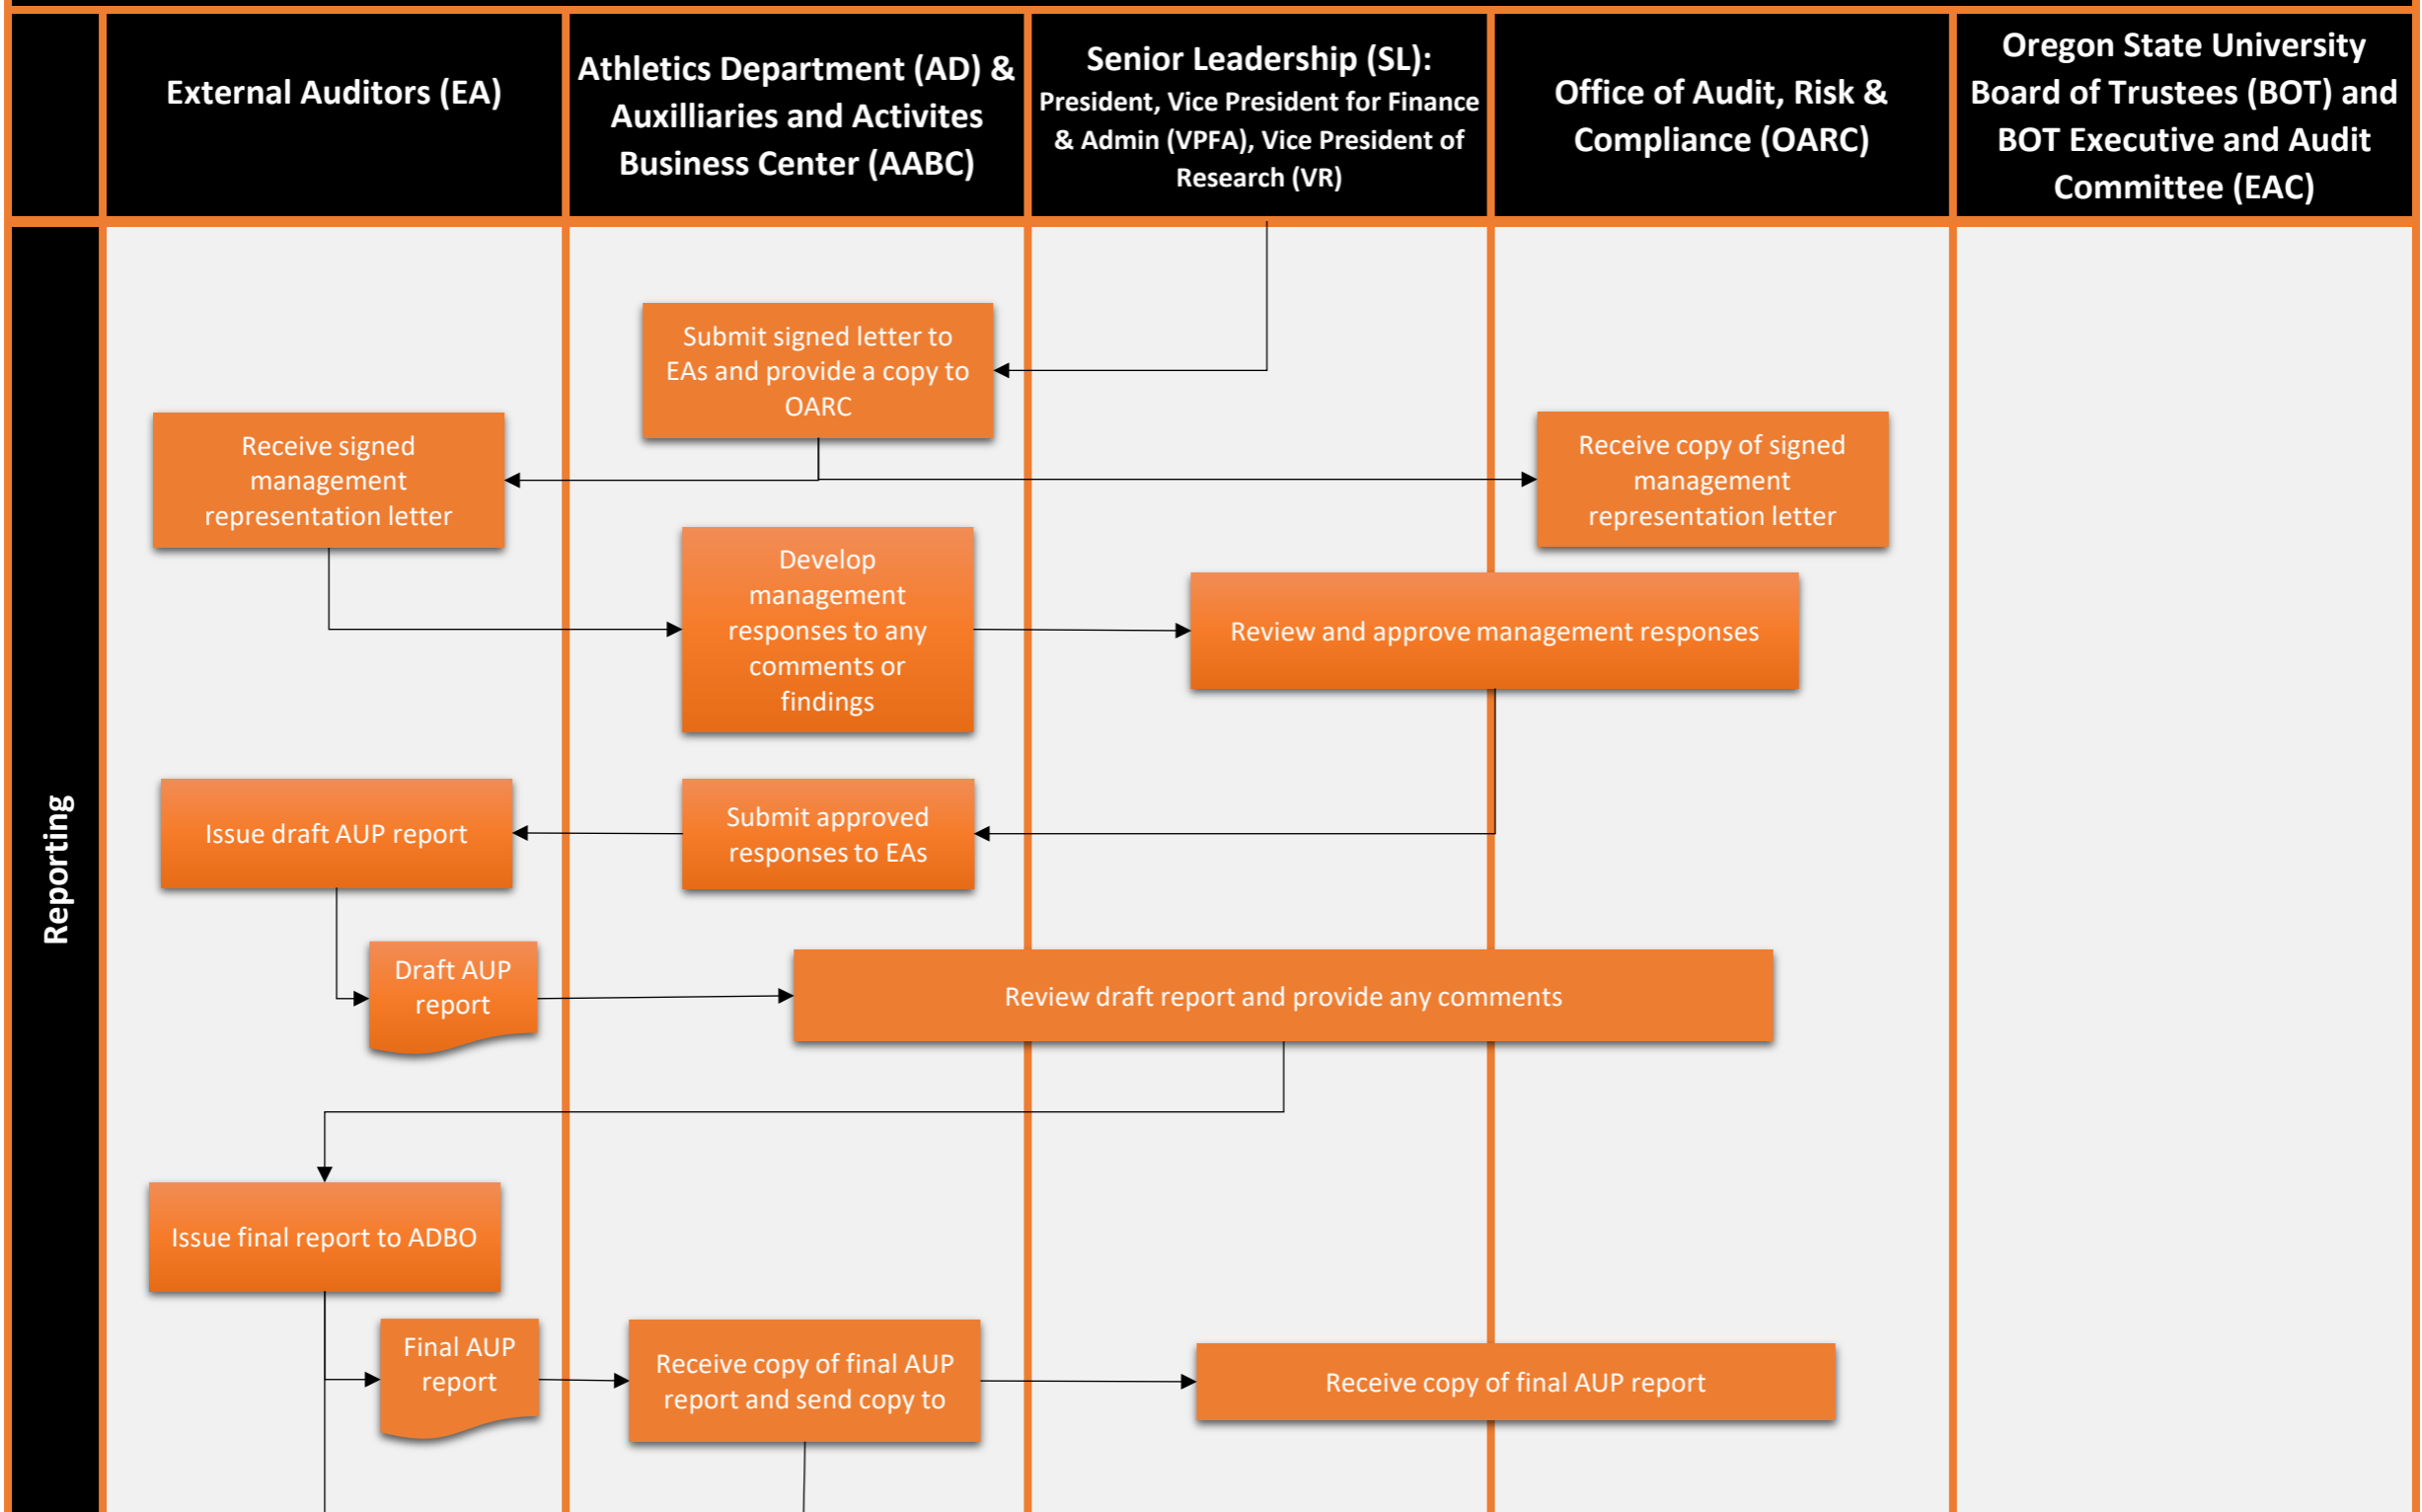 External Auditors (EA)
Athletics Department (AD) &
Auxilliaries and Activites
Business Center (AABC)
Senior Leadership (SL):
President, Vice President for Finance
& Admin (VPFA), Vice President of
Research (VR)
Office of Audit, Risk &
Compliance (OARC)
Oregon State University
Board of Trustees (BOT) and
BOT Executive and Audit
Committee (EAC)
Reporting
Submit signed letter to
EAs and provide a copy to
OARC
Receive signed
management
representation letter
Receive copy of signed
management
representation letter
Develop
management
responses to any
comments or
findings
Review and approve management responses
Issue draft AUP report
Submit approved
responses to EAs
Draft AUP
report
Review draft report and provide any comments
Issue final report to ADBO
Final AUP
report
Receive copy of final AUP
report and send copy to
Receive copy of final AUP report